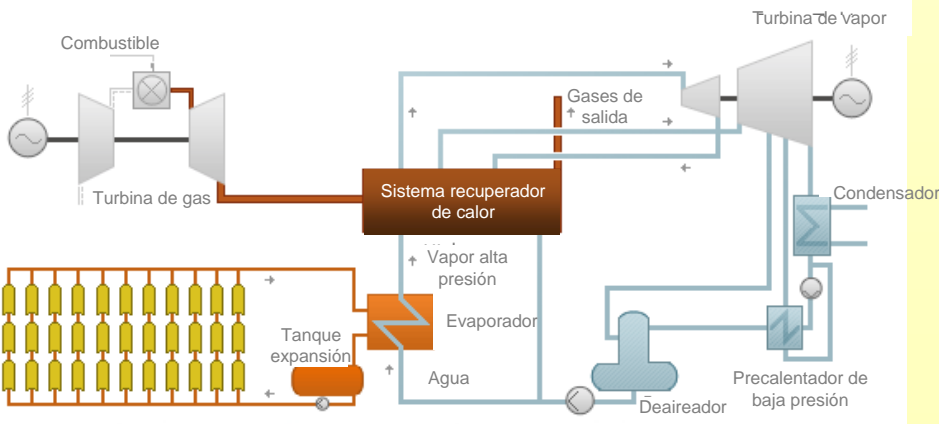 Turbina de Vapor
Combustible
Gases de
salida
Turbina de gas
Sistema recuperador
de calor
Condensador
Vapor alta
presión
Evaporador
Tanque
expansión
Agua
Precalentador de
baja presión
Deaireador